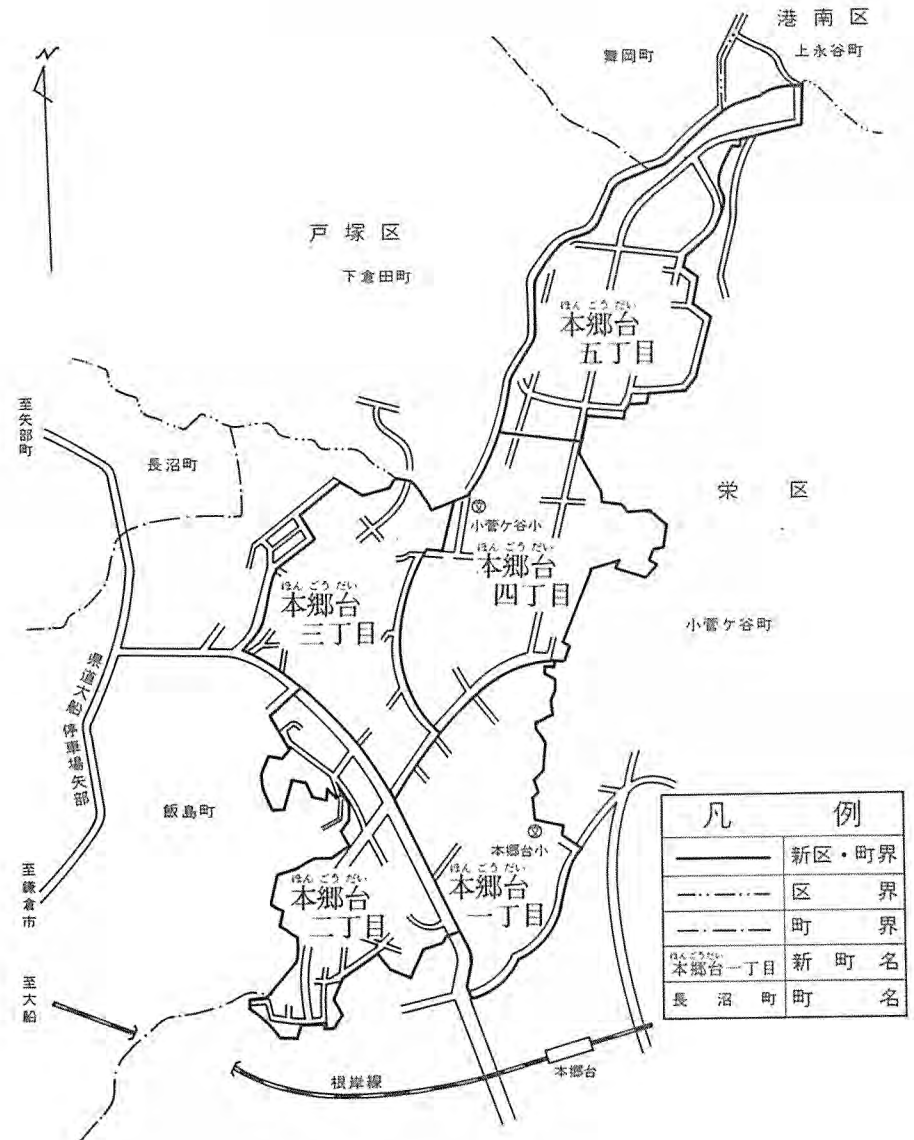 港南区
上永谷町
舞岡町
N
戸塚区
下倉田町
ほんごうだい
本郷台
五丁目
至矢部町
長沼町
栄区
小菅ケ谷小
ほんごうだい
本郷台
四丁目
ほんごうだい
本郷台
三丁目
小菅ケ谷町
県道大船停車場矢部
飯島町
本郷台小
ほんごうだい
本郷台
二丁目
ほんごうだい
本郷台
一丁目
至鎌倉市
至大船
根岸線
本郷台
凡例
新区・町界
区界
町界
ほんごうだい
本郷台一丁目 新町名
長沼町 町名